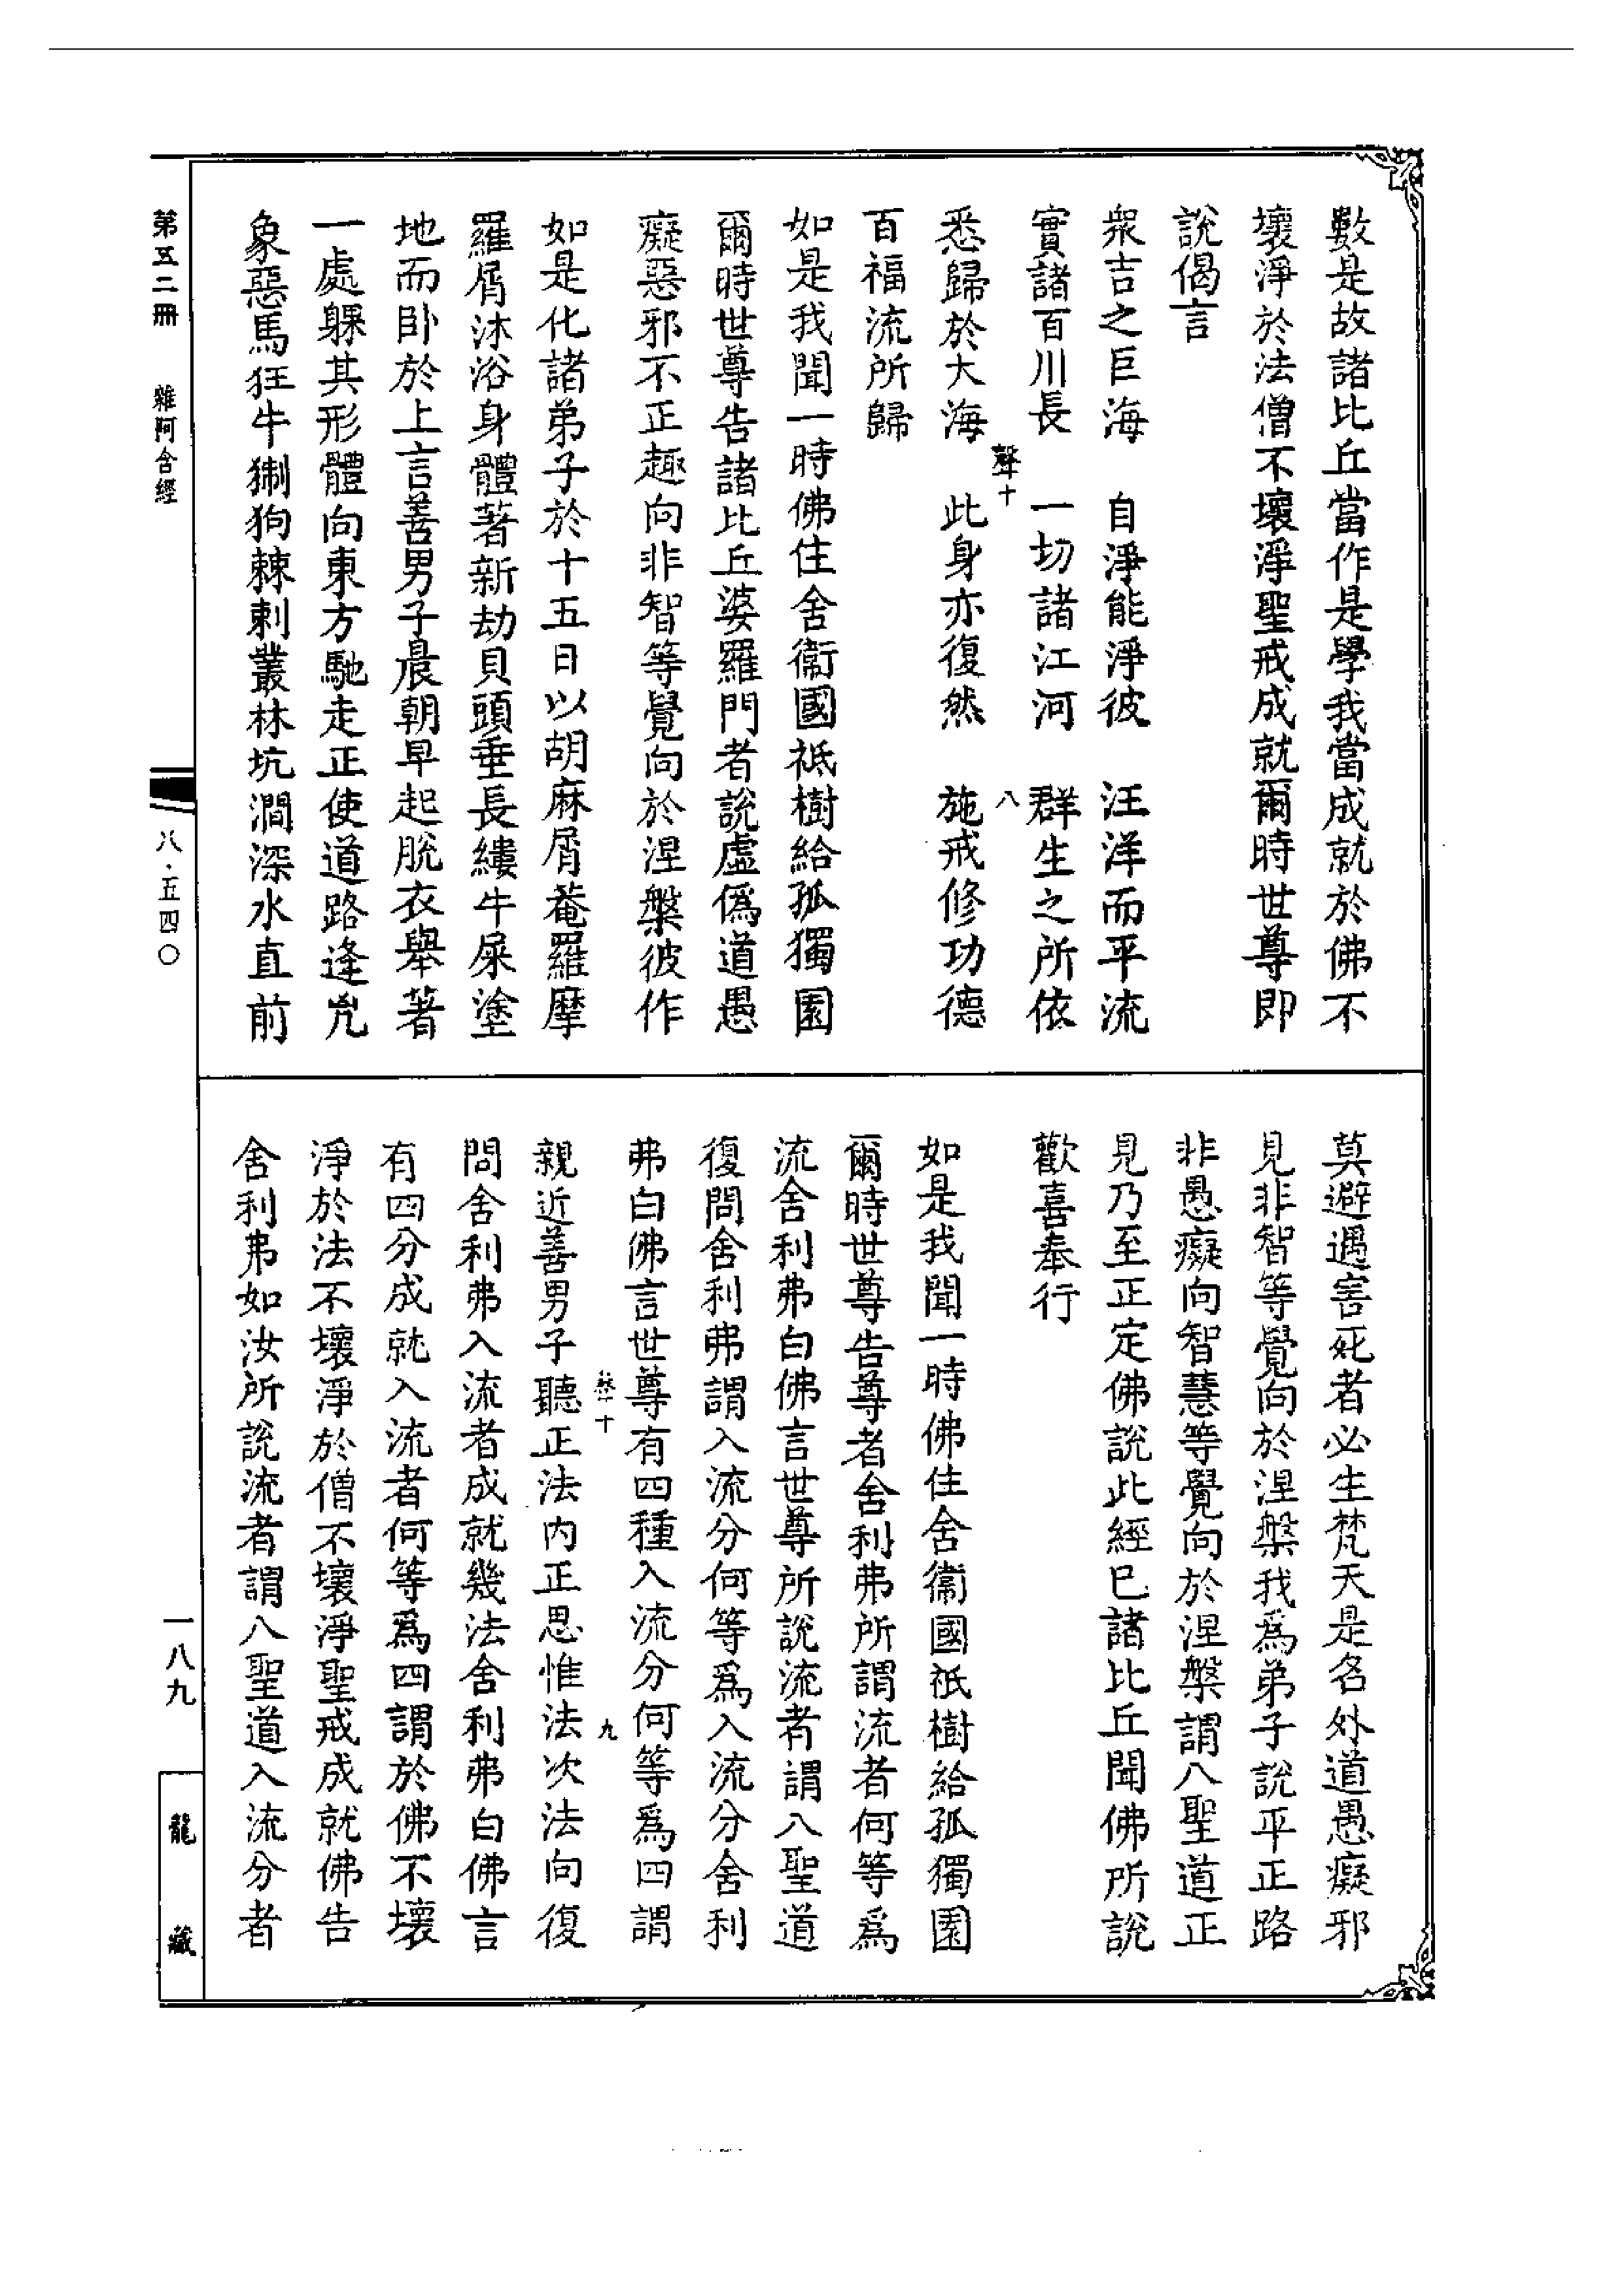 數是故諸比丘當作是學我當成就於佛不
壞淨於法僧不壞淨聖戒成就爾時世尊即
說偈言
衆吉之巨海　自淨能淨彼　汪洋而平流
實諸百川長　一切諸江河　群生之所依
聲十　八
悉歸於大海　此身亦復然　施戒修功德
百福流所歸
如是我聞一時佛住舍衞國祇樹給孤獨園
爾時世尊告諸比丘婆羅門者說虛僞道愚
癡惡邪不正趣向非智等覺向於涅槃彼作
如是化諸弟子於十五日以胡麻屑菴羅摩
羅屑沐浴身體著新劫貝頭垂長縷牛屎塗
地而卧於上言善男子晨朝早起脫衣舉著
一處躶其形體向東方馳走正使道路逢兇
象惡馬狂牛猘狗棘刺叢林坑澗深水直前
莫避遇害死者必生梵天是名外道愚癡邪
見非智等覺向於涅槃我爲弟子說平正路
非愚癡向智慧等覺向於涅槃謂八聖道正
見乃至正定佛說此經已諸比丘聞佛所說
歡喜奉行
如是我聞一時佛住舍衞國祇樹給孤獨園
爾時世尊告尊者舍利弗所謂流者何等爲
流舍利弗白佛言世尊所說流者謂八聖道
復問舍利弗謂入流分何等爲入流分舍利
弗白佛言世尊有四種入流分何等爲四謂
聲十　九
親近善男子聽正法内正思惟法次法向復
問舍利弗入流者成就幾法舍利弗白佛言
有四分成就入流者何等爲四謂於佛不壞
淨於法不壞淨於僧不壞淨聖戒成就佛告
舍利弗如汝所說流者謂八聖道入流分者
第五二冊　雜阿含經
八·五四〇
一八九
龍藏